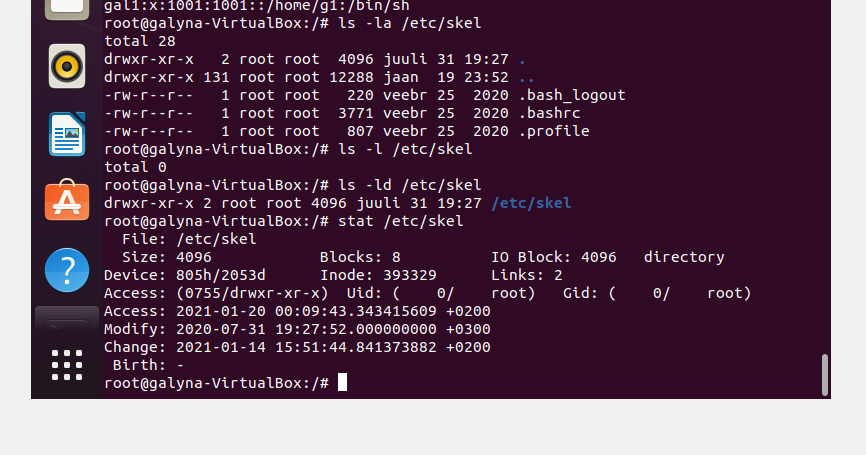 gal1:x:1001:1001::/home/g1:/bin/sh
root@galyna-VirtualBox:/# ls -la /etc/skel
total 28
drwxr-xr-x   2 root root  4096 juuli 31 19:27 .
drwxr-xr-x 131 root root 12288 jaan  19 23:52 ..
-rw-r--r--   1 root root   220 veebr 25  2020 .bash_logout
-rw-r--r--   1 root root  3771 veebr 25  2020 .bashrc
-rw-r--r--   1 root root   807 veebr 25  2020 .profile
root@galyna-VirtualBox:/# ls -l /etc/skel
total 0
root@galyna-VirtualBox:/# ls -ld /etc/skel
drwxr-xr-x 2 root root 4096 juuli 31 19:27 /etc/skel
root@galyna-VirtualBox:/# stat /etc/skel
  File: /etc/skel
  Size: 4096            Blocks: 8          IO Block: 4096   directory
Device: 805h/2053d      Inode: 393329      Links: 2
Access: (0755/drwxr-xr-x)  Uid: (    0/    root)   Gid: (    0/    root)
Access: 2021-01-20 00:09:43.343415609 +0200
Modify: 2020-07-31 19:27:52.000000000 +0300
Change: 2021-01-14 15:51:44.841373882 +0200
 Birth: -
root@galyna-VirtualBox:/#